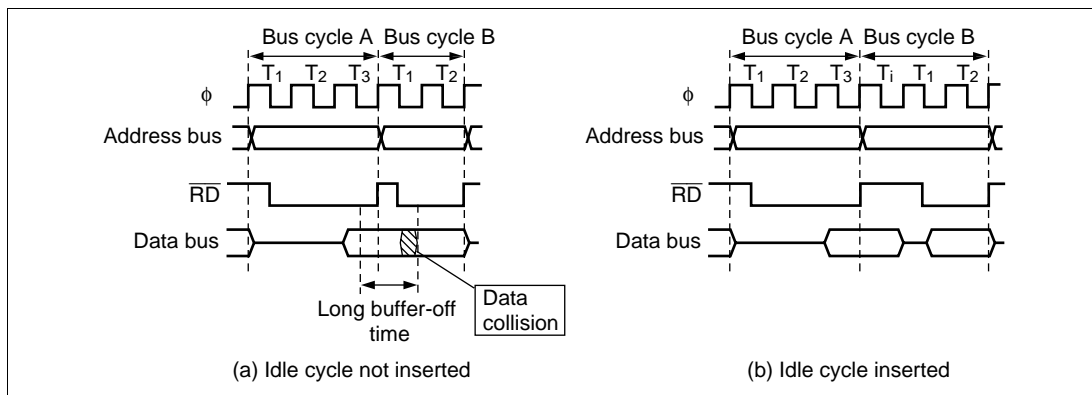 Bus cycle A Bus cycle B
T1 T2 T3 T1 T2
ϕ
Address bus
RD
Data bus
Long buffer-off
time
Data
collision
(a) Idle cycle not inserted
Bus cycle A Bus cycle B
T1 T2 T3 Ti T1 T2
ϕ
Address bus
RD
Data bus
(b) Idle cycle inserted